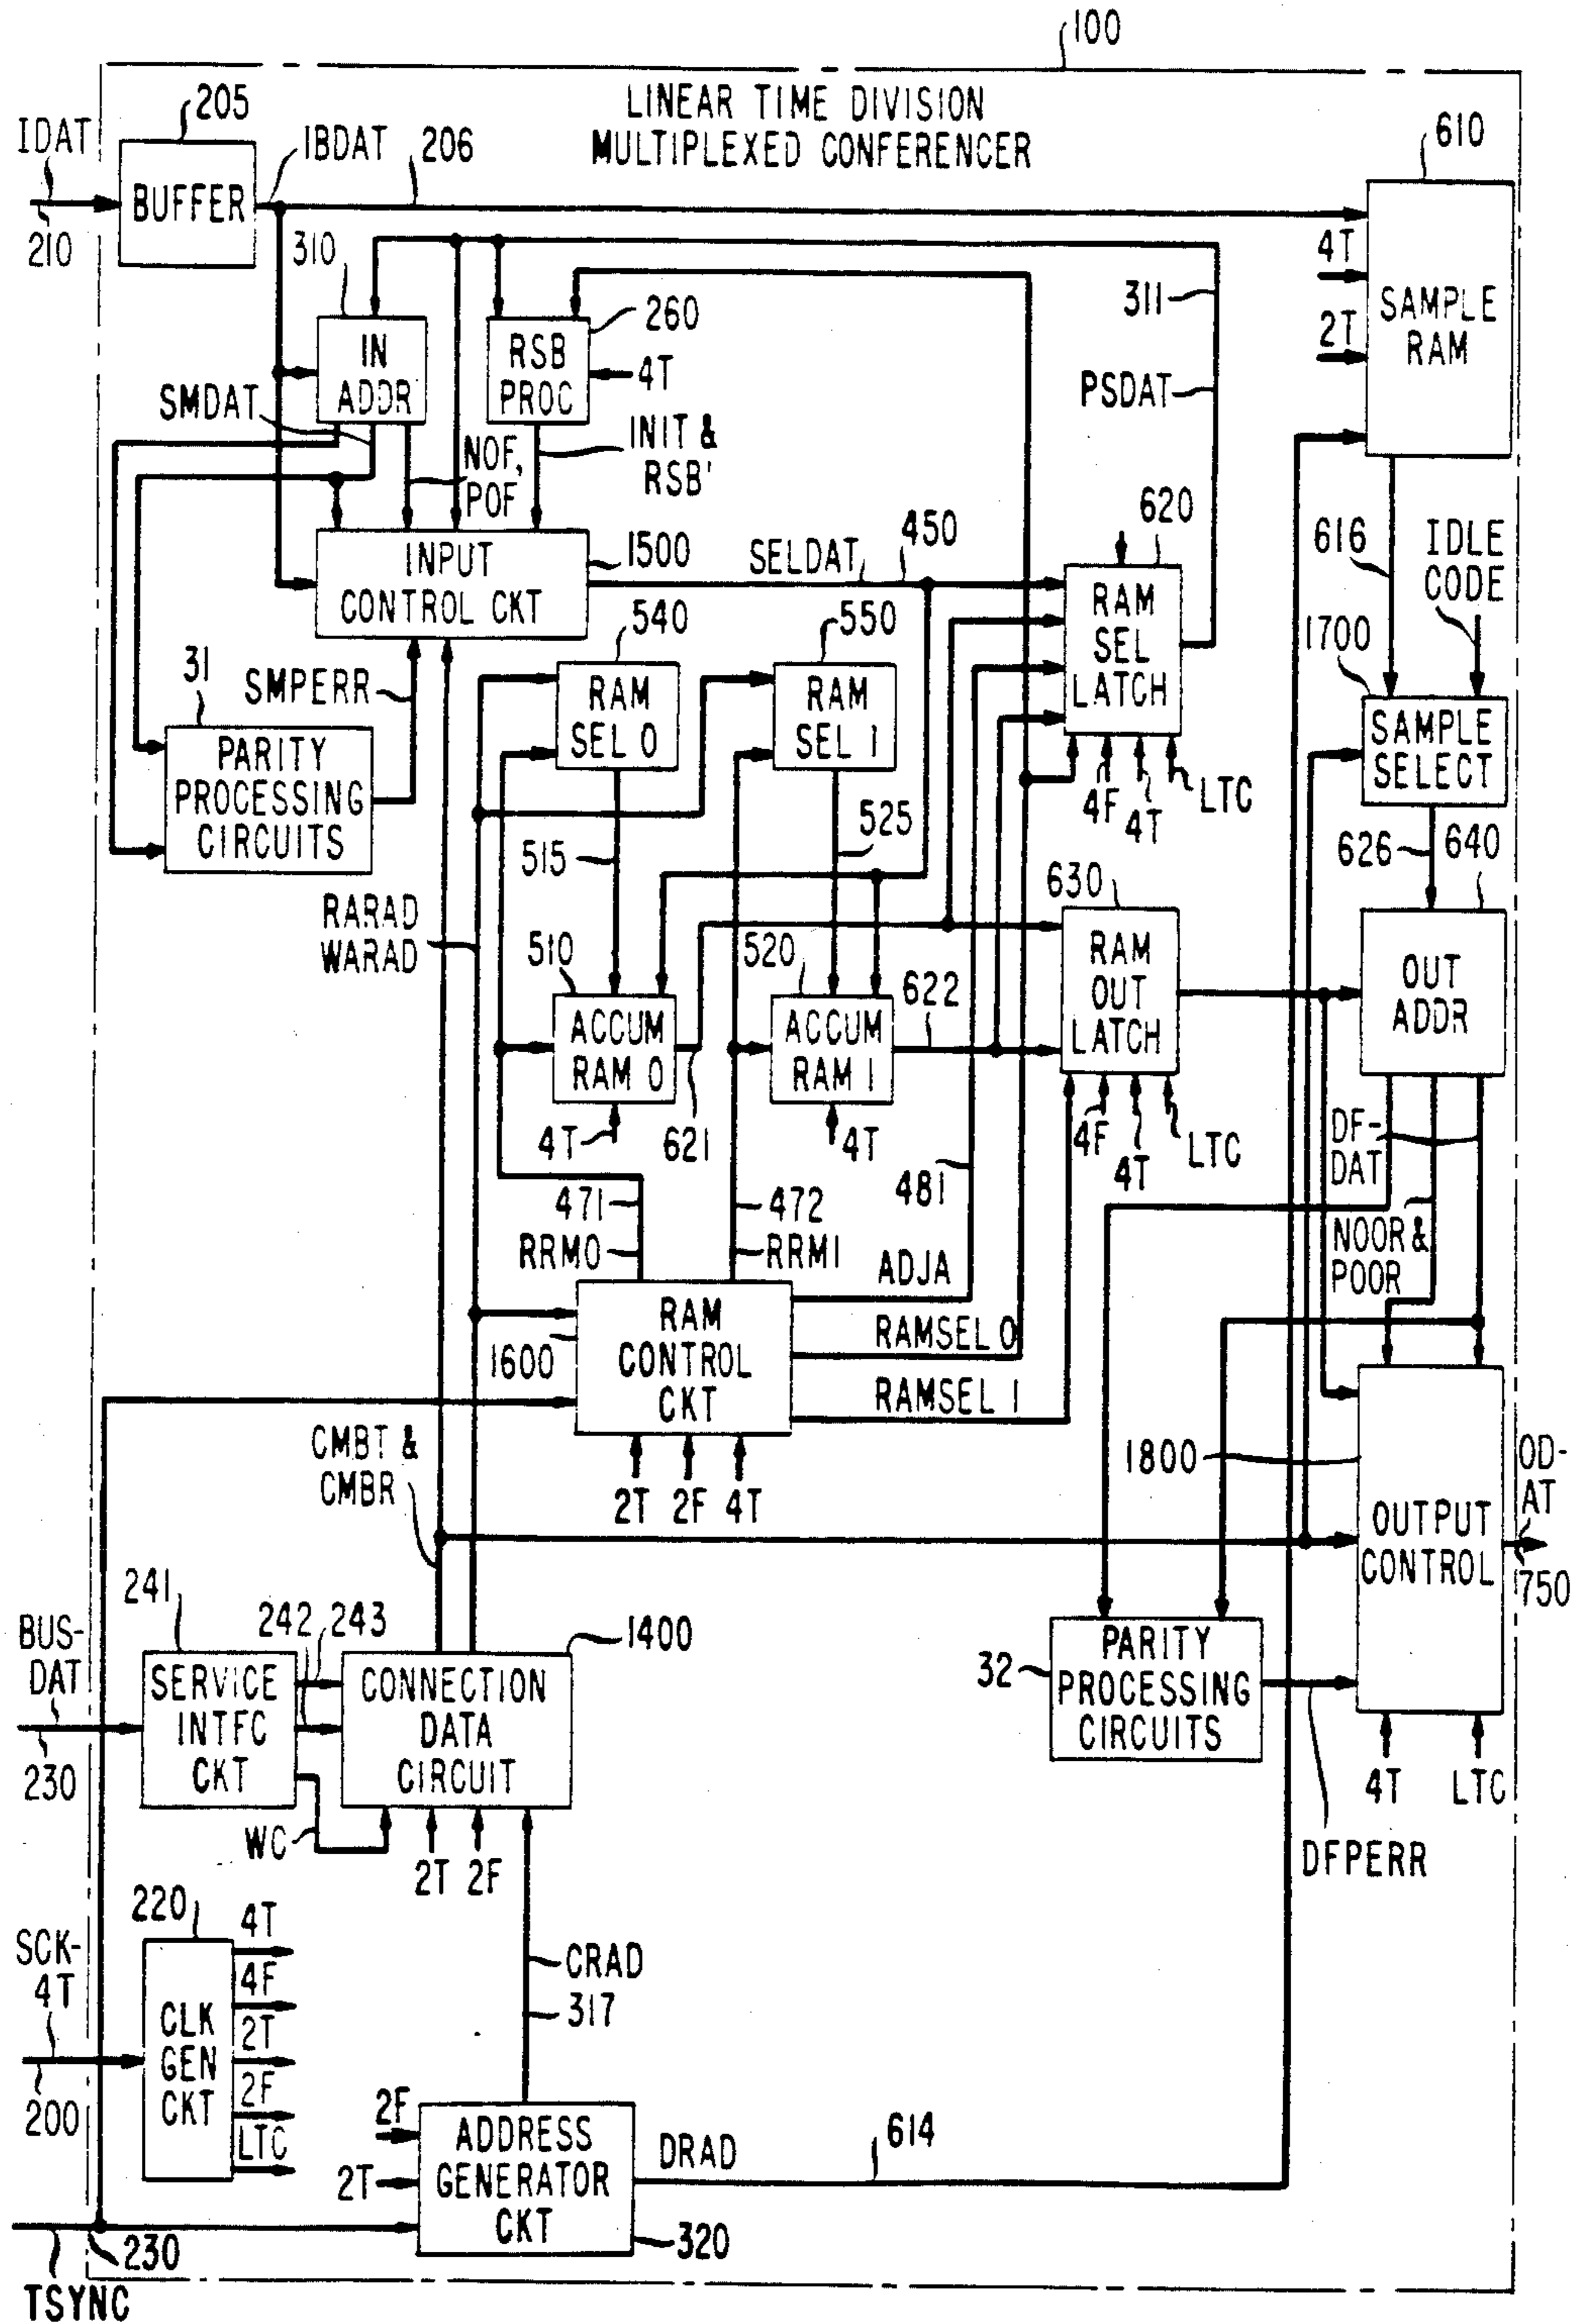 100
LINEAR TIME DIVISION
MULTIPLEXED CONFERENCER
IDAT
210
205
BUFFER
IBDAT
206
610
SAMPLE
RAM
4T
2T
310
IN
ADDR
RSB
PROC
260
4T
311
PSDAT
SMDAT
NOF,
POF
INIT &
RSB'
INPUT
CONTROL CKT
1500
SELDAT
450
620
RAM
SEL
LATCH
4F
4T
LTC
616
IDLE
CODE
1700
SAMPLE
SELECT
31
PARITY
PROCESSING
CIRCUITS
SMPERR
540
RAM
SEL 0
550
RAM
SEL 1
515
525
626
640
OUT
ADDR
RARAD
WARAD
510
ACCUM
RAM 0
4T
621
520
ACCUM
RAM 1
4T
622
630
RAM
OUT
LATCH
4F
4T
LTC
481
DF-
DAT
NOOR &
POOR
471
RRM0
472
RRM1
ADJA
RAMSEL 0
RAMSEL 1
1600
RAM
CONTROL
CKT
2T
2F
4T
CMBT &
CMBR
1800
OUTPUT
CONTROL
OD-
AT
750
4T
LTC
BUS-
DAT
230
241
SERVICE
INTFC
CKT
242
243
1400
CONNECTION
DATA
CIRCUIT
WC
2T
2F
32
PARITY
PROCESSING
CIRCUITS
DFPERR
SCK-
4T
200
220
CLK
GEN
CKT
4T
4F
2T
2F
LTC
CRAD
317
2F
2T
ADDRESS
GENERATOR
CKT
320
DRAD
614
230
TSYNC